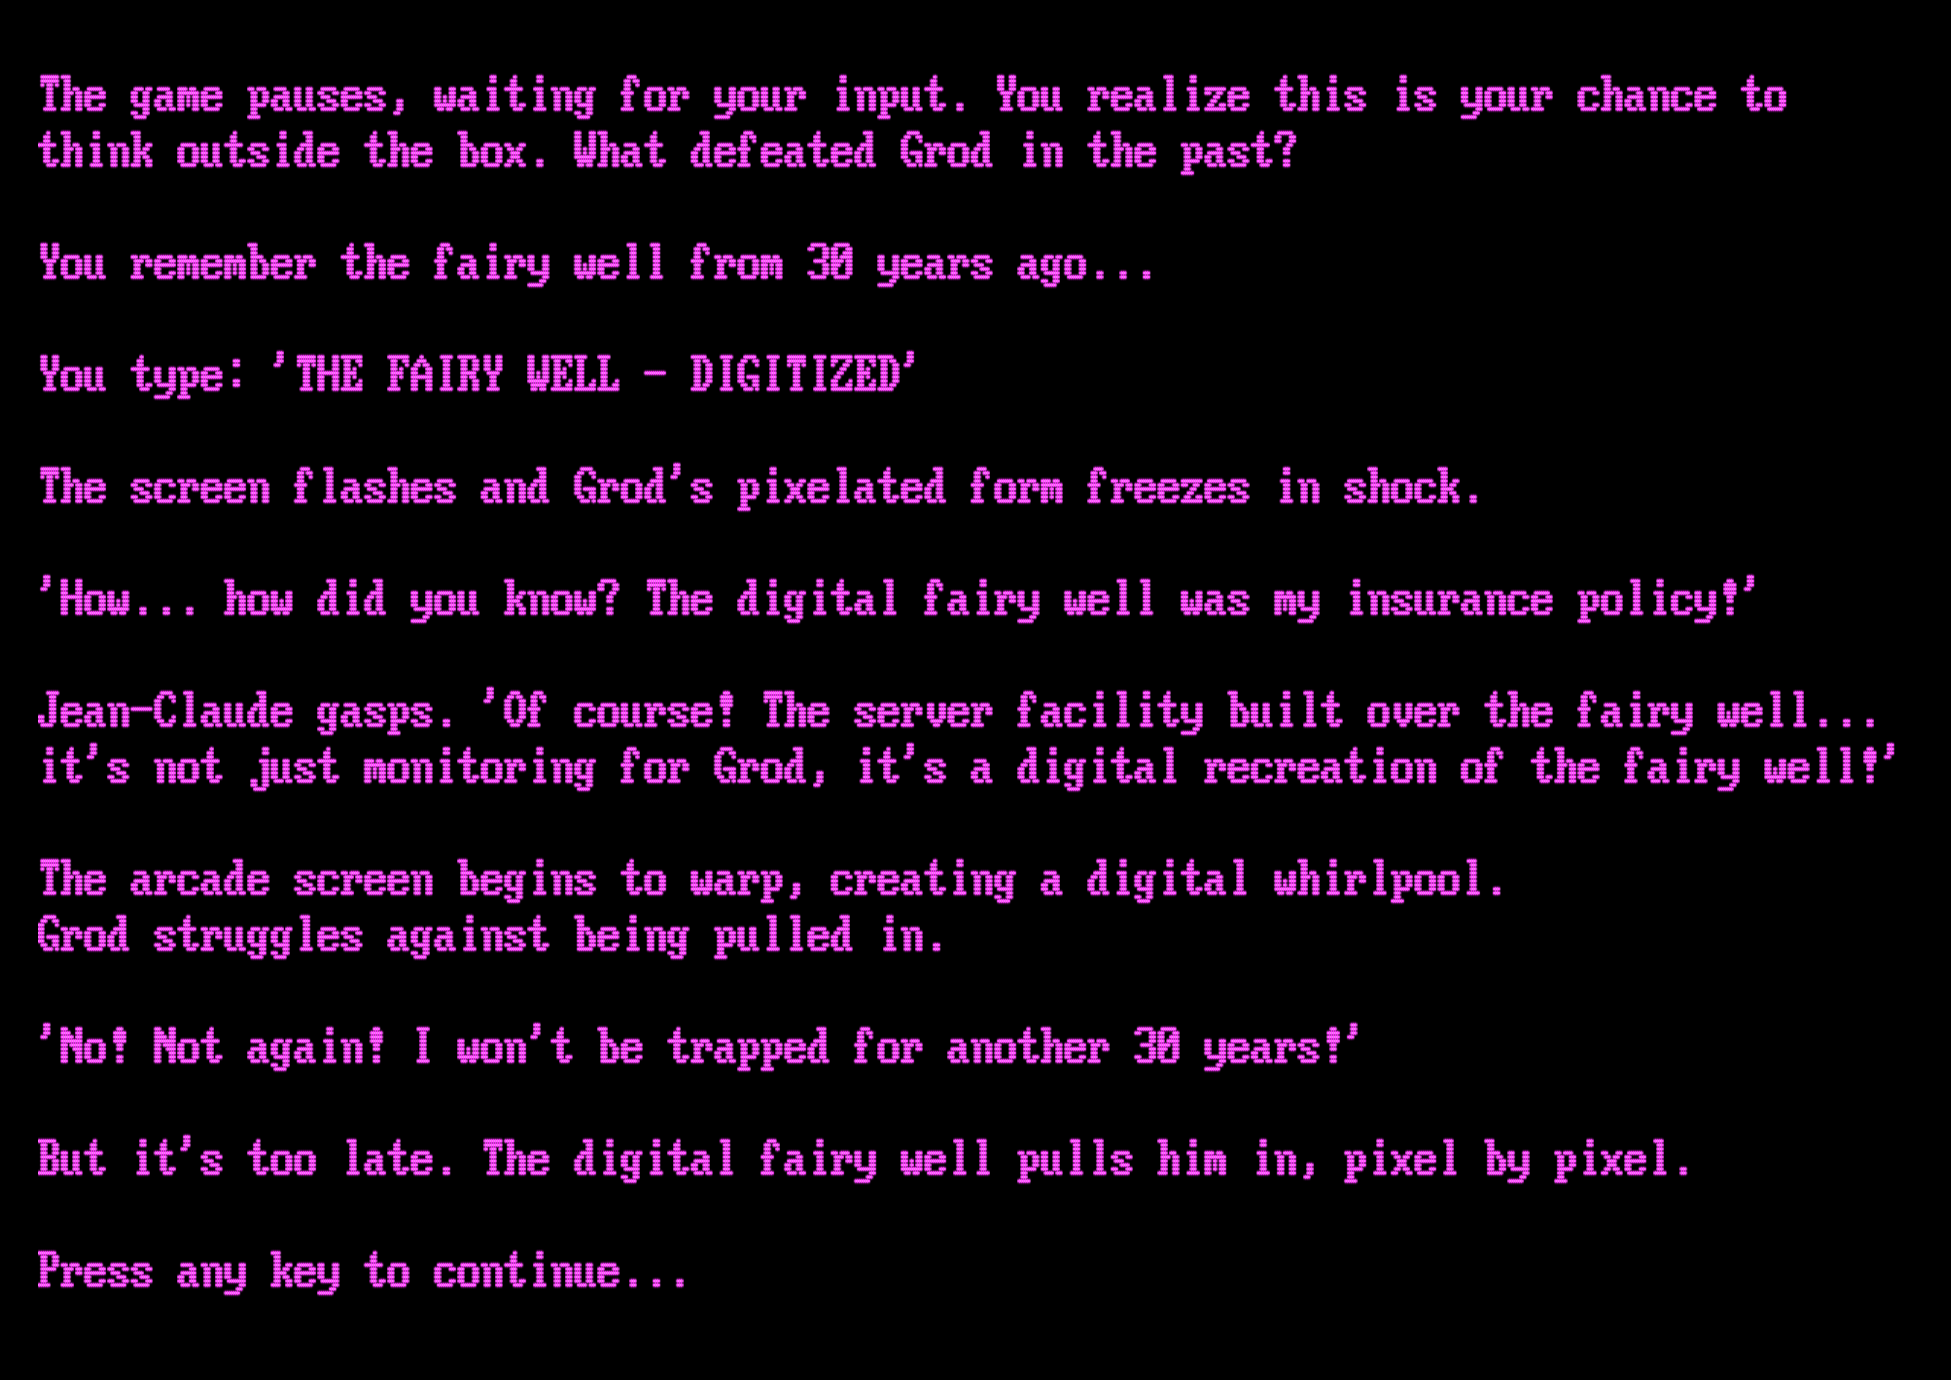 The game pauses, waiting for your input. You realize this is your chance to
think outside the box. What defeated Grod in the past?
You remember the fairy well from 30 years ago...
You type: 'THE FAIRY WELL - DIGITIZED'
The screen flashes and Grod's pixelated form freezes in shock.
'How... how did you know? The digital fairy well was my insurance policy!'
Jean-Claude gasps. 'Of course! The server facility built over the fairy well...
it's not just monitoring for Grod, it's a digital recreation of the fairy well!'
The arcade screen begins to warp, creating a digital whirlpool.
Grod struggles against being pulled in.
'No! Not again! I won't be trapped for another 30 years!'
But it's too late. The digital fairy well pulls him in, pixel by pixel.
Press any key to continue...